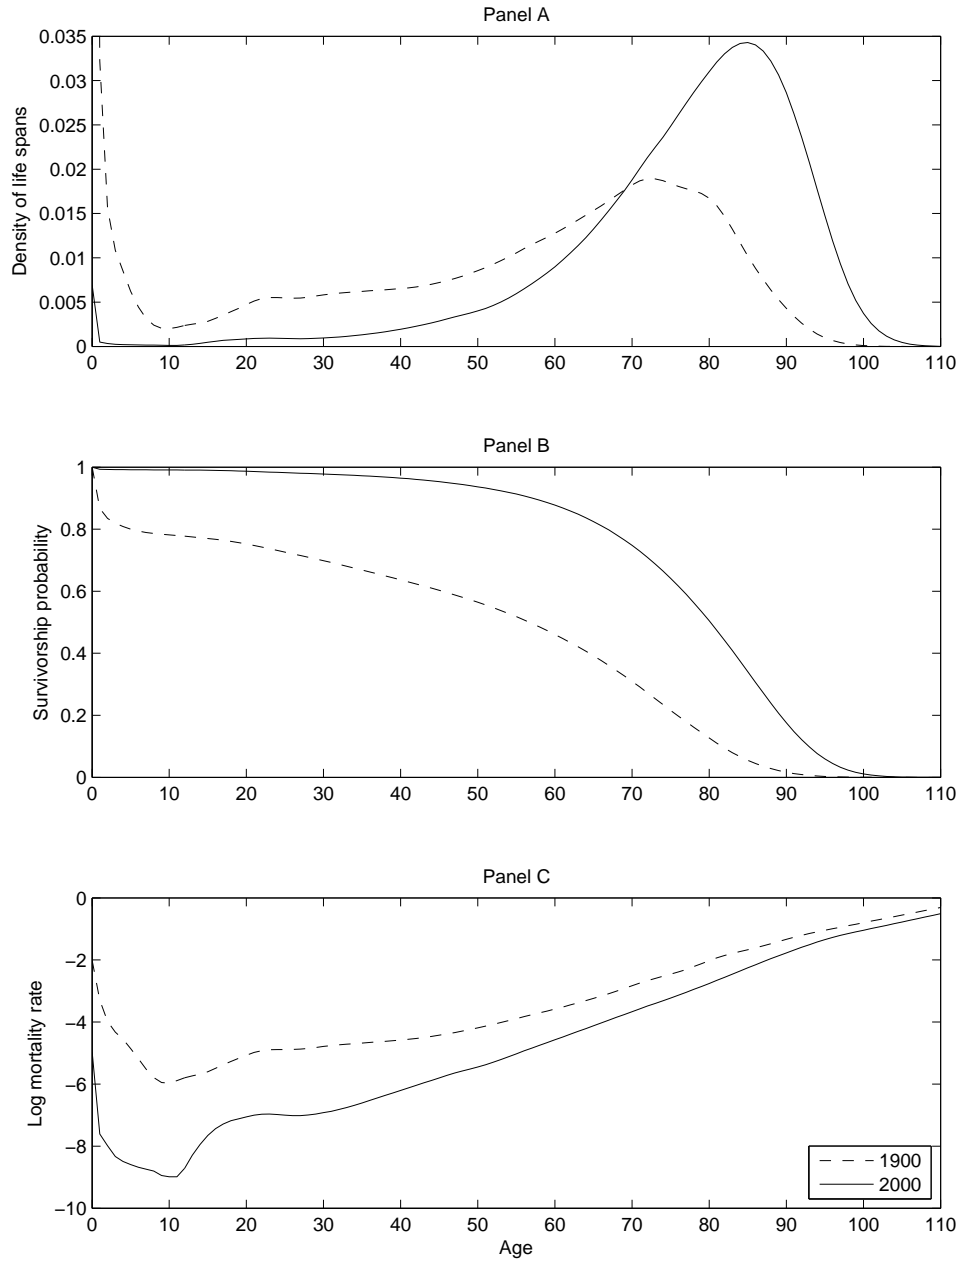 Panel A
Density of life spans
0.035
0.03
0.025
0.02
0.015
0.01
0.005
0
0 10 20 30 40 50 60 70 80 90 100 110
Panel B
Survivorship probability
1
0.8
0.6
0.4
0.2
0
0 10 20 30 40 50 60 70 80 90 100 110
Panel C
Log mortality rate
0
−2
−4
−6
−8
−10
1900
2000
0 10 20 30 40 50 60 70 80 90 100 110
Age